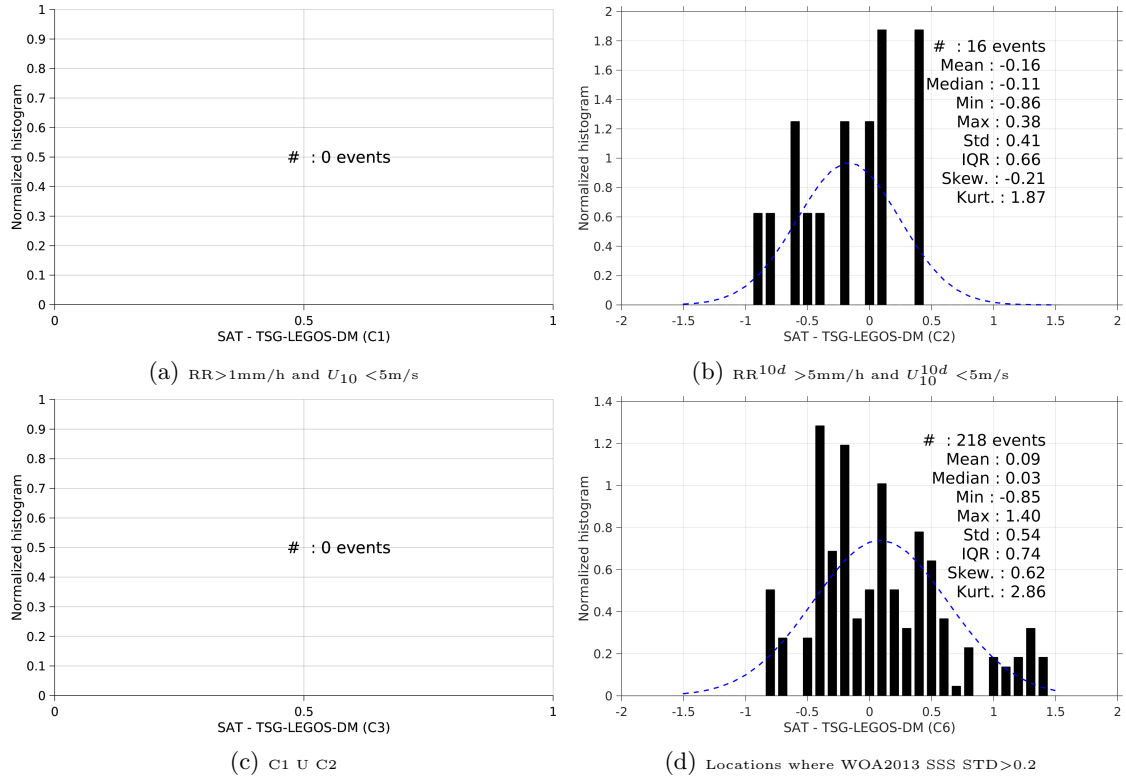 1
0.9
0.8
0.7
0.6
0.5
0.4
0.3
0.2
0.1
0
Normalized histogram
# : 0 events
0 0.5 1
SAT - TSG-LEGOS-DM (C1)
(a) RR>1mm/h and U10 <5m/s
2
1.8
1.6
1.4
1.2
1
0.8
0.6
0.4
0.2
0
Normalized histogram
# : 16 events
Mean : -0.16
Median : -0.11
Min : -0.86
Max : 0.38
Std : 0.41
IQR : 0.66
Skew. : -0.21
Kurt. : 1.87
-2 -1.5 -1 -0.5 0 0.5 1 1.5 2
SAT - TSG-LEGOS-DM (C2)
(b) RR^10d >5mm/h and U10^10d <5m/s
1
0.9
0.8
0.7
0.6
0.5
0.4
0.3
0.2
0.1
0
Normalized histogram
# : 0 events
0 0.5 1
SAT - TSG-LEGOS-DM (C3)
(c) C1 U C2
1.4
1.2
1
0.8
0.6
0.4
0.2
0
Normalized histogram
# : 218 events
Mean : 0.09
Median : 0.03
Min : -0.85
Max : 1.40
Std : 0.54
IQR : 0.74
Skew. : 0.62
Kurt. : 2.86
-2 -1.5 -1 -0.5 0 0.5 1 1.5 2
SAT - TSG-LEGOS-DM (C6)
(d) Locations where WOA2013 SSS STD>0.2